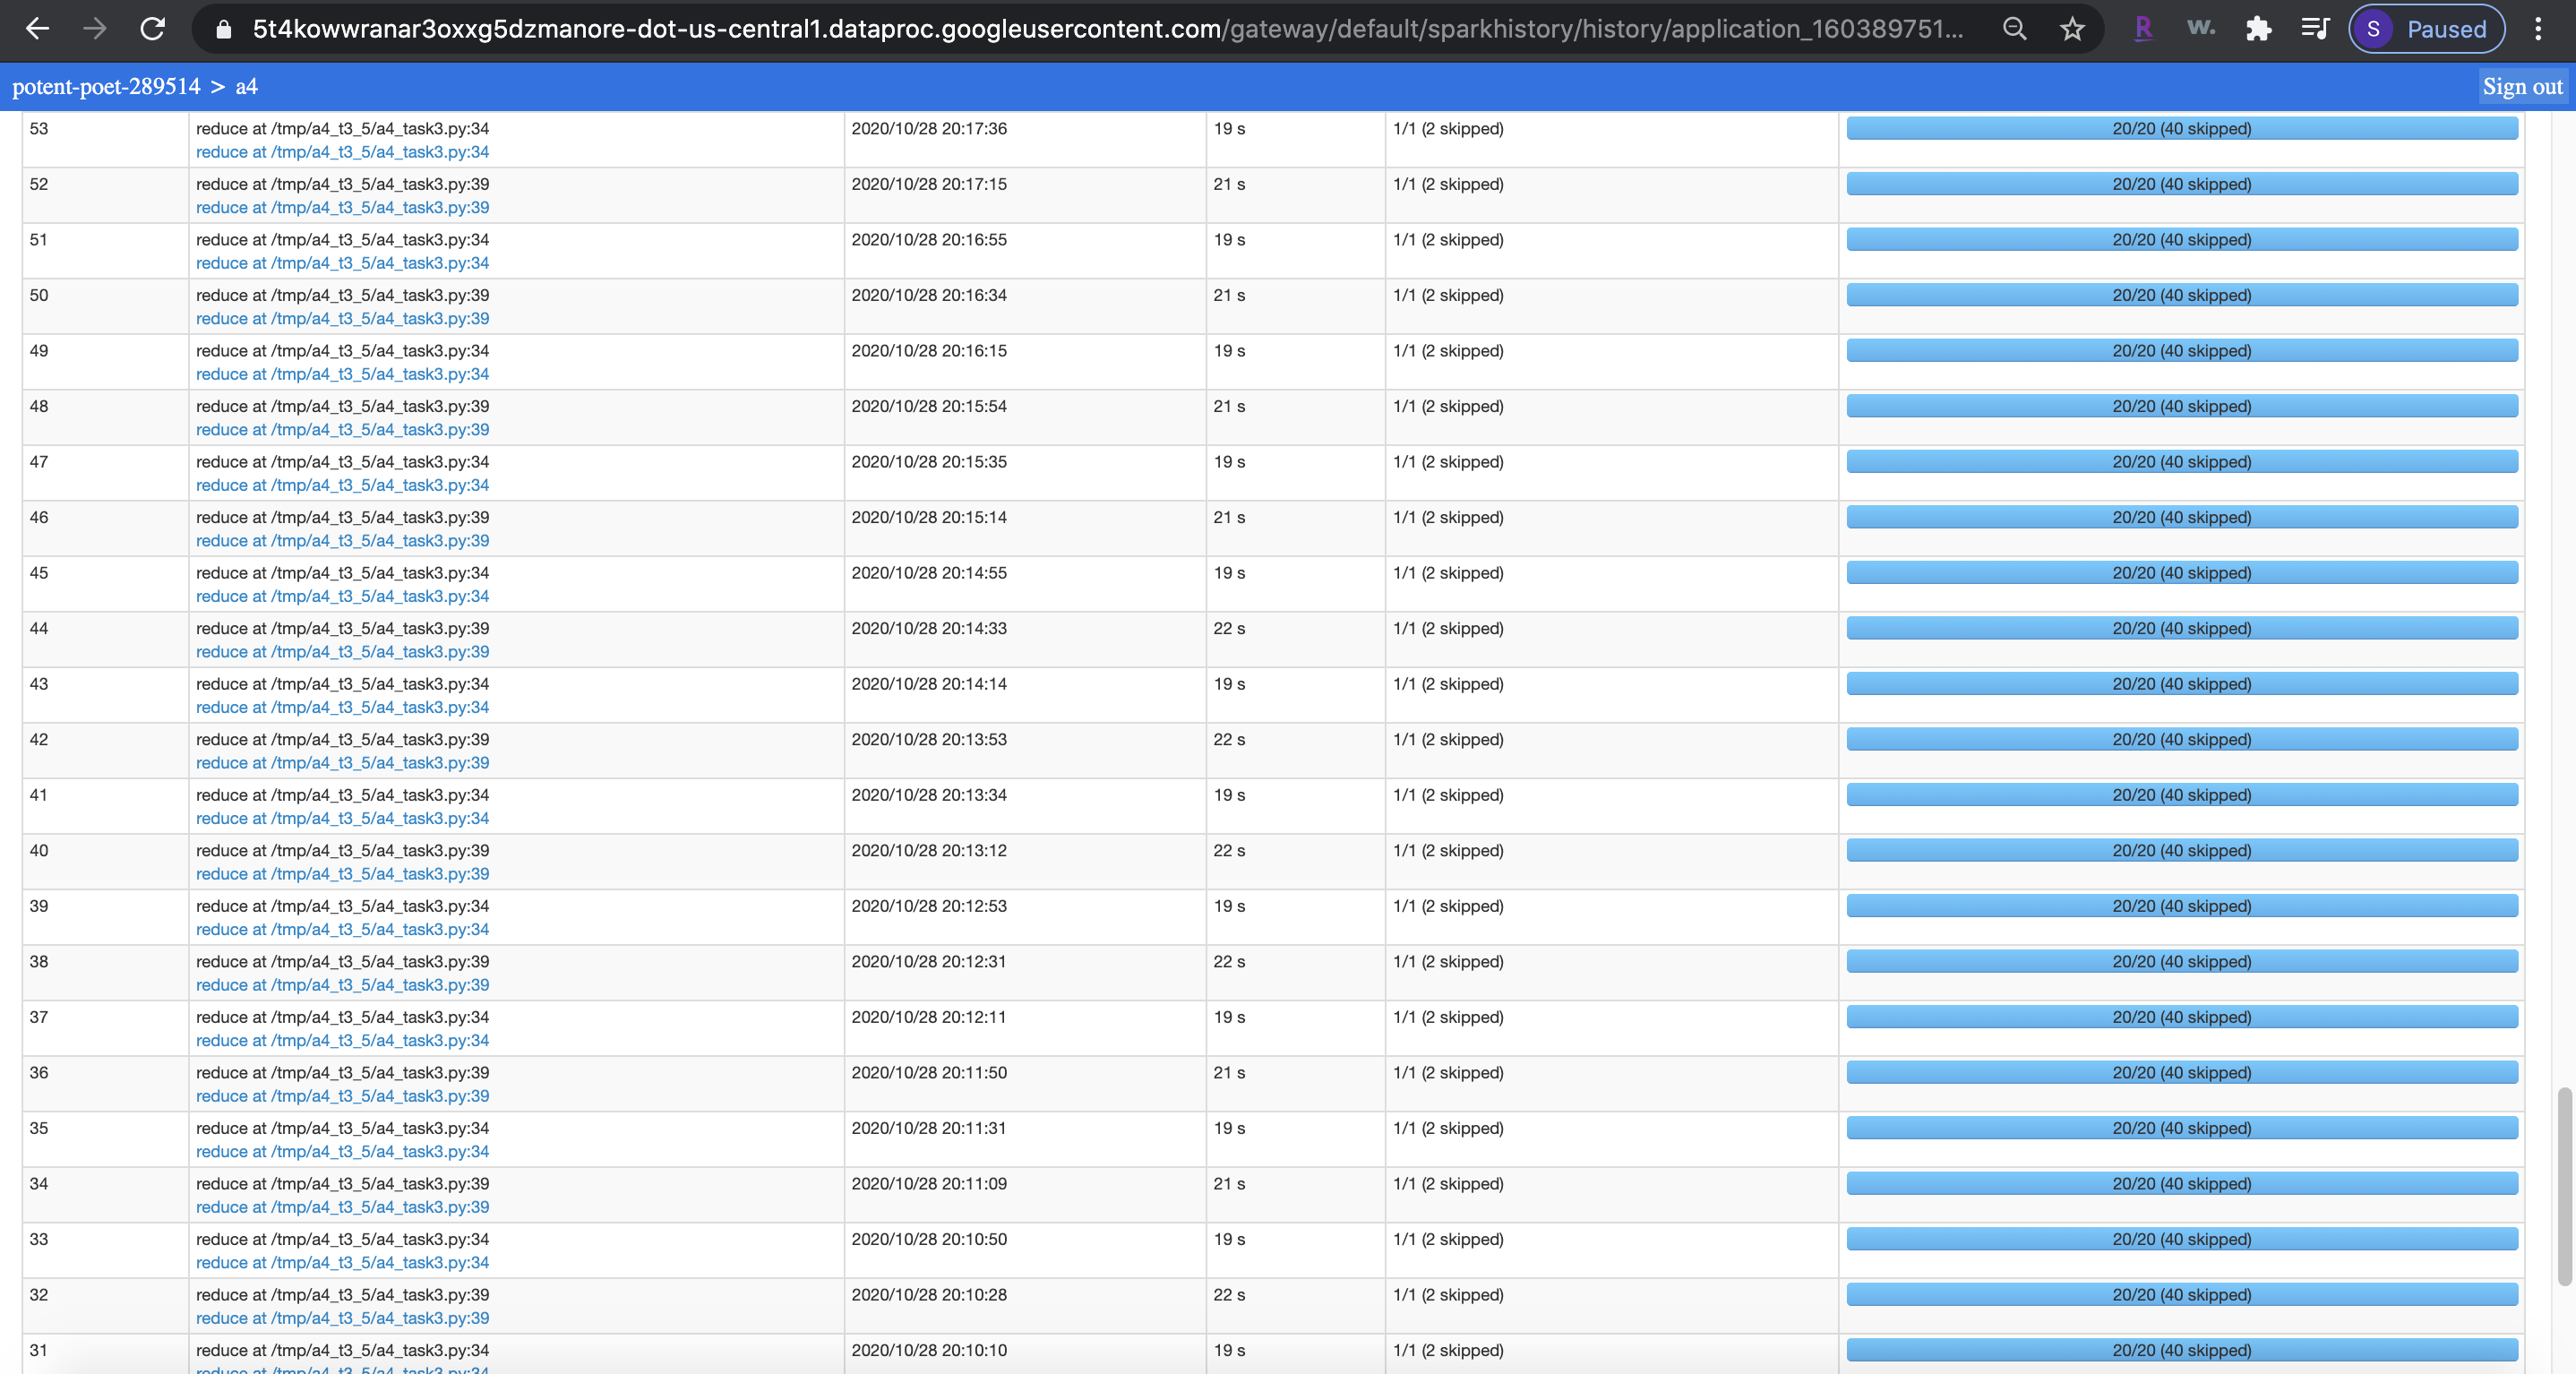 5t4kowwranar3oxxg5dzmanore-dot-us-central1.dataproc.googleusercontent.com/gateway/default/sparkhistory/history/application_160389751... R w. S Paused
potent-poet-289514 > a4 Sign out
53 reduce at /tmp/a4_t3_5/a4_task3.py:34 2020/10/28 20:17:36 19 s 1/1 (2 skipped) 20/20 (40 skipped)
reduce at /tmp/a4_t3_5/a4_task3.py:34
52 reduce at /tmp/a4_t3_5/a4_task3.py:39 2020/10/28 20:17:15 21 s 1/1 (2 skipped) 20/20 (40 skipped)
reduce at /tmp/a4_t3_5/a4_task3.py:39
51 reduce at /tmp/a4_t3_5/a4_task3.py:34 2020/10/28 20:16:55 19 s 1/1 (2 skipped) 20/20 (40 skipped)
reduce at /tmp/a4_t3_5/a4_task3.py:34
50 reduce at /tmp/a4_t3_5/a4_task3.py:39 2020/10/28 20:16:34 21 s 1/1 (2 skipped) 20/20 (40 skipped)
reduce at /tmp/a4_t3_5/a4_task3.py:39
49 reduce at /tmp/a4_t3_5/a4_task3.py:34 2020/10/28 20:16:15 19 s 1/1 (2 skipped) 20/20 (40 skipped)
reduce at /tmp/a4_t3_5/a4_task3.py:34
48 reduce at /tmp/a4_t3_5/a4_task3.py:39 2020/10/28 20:15:54 21 s 1/1 (2 skipped) 20/20 (40 skipped)
reduce at /tmp/a4_t3_5/a4_task3.py:39
47 reduce at /tmp/a4_t3_5/a4_task3.py:34 2020/10/28 20:15:35 19 s 1/1 (2 skipped) 20/20 (40 skipped)
reduce at /tmp/a4_t3_5/a4_task3.py:34
46 reduce at /tmp/a4_t3_5/a4_task3.py:39 2020/10/28 20:15:14 21 s 1/1 (2 skipped) 20/20 (40 skipped)
reduce at /tmp/a4_t3_5/a4_task3.py:39
45 reduce at /tmp/a4_t3_5/a4_task3.py:34 2020/10/28 20:14:55 19 s 1/1 (2 skipped) 20/20 (40 skipped)
reduce at /tmp/a4_t3_5/a4_task3.py:34
44 reduce at /tmp/a4_t3_5/a4_task3.py:39 2020/10/28 20:14:33 22 s 1/1 (2 skipped) 20/20 (40 skipped)
reduce at /tmp/a4_t3_5/a4_task3.py:39
43 reduce at /tmp/a4_t3_5/a4_task3.py:34 2020/10/28 20:14:14 19 s 1/1 (2 skipped) 20/20 (40 skipped)
reduce at /tmp/a4_t3_5/a4_task3.py:34
42 reduce at /tmp/a4_t3_5/a4_task3.py:39 2020/10/28 20:13:53 22 s 1/1 (2 skipped) 20/20 (40 skipped)
reduce at /tmp/a4_t3_5/a4_task3.py:39
41 reduce at /tmp/a4_t3_5/a4_task3.py:34 2020/10/28 20:13:34 19 s 1/1 (2 skipped) 20/20 (40 skipped)
reduce at /tmp/a4_t3_5/a4_task3.py:34
40 reduce at /tmp/a4_t3_5/a4_task3.py:39 2020/10/28 20:13:12 22 s 1/1 (2 skipped) 20/20 (40 skipped)
reduce at /tmp/a4_t3_5/a4_task3.py:39
39 reduce at /tmp/a4_t3_5/a4_task3.py:34 2020/10/28 20:12:53 19 s 1/1 (2 skipped) 20/20 (40 skipped)
reduce at /tmp/a4_t3_5/a4_task3.py:34
38 reduce at /tmp/a4_t3_5/a4_task3.py:39 2020/10/28 20:12:31 22 s 1/1 (2 skipped) 20/20 (40 skipped)
reduce at /tmp/a4_t3_5/a4_task3.py:39
37 reduce at /tmp/a4_t3_5/a4_task3.py:34 2020/10/28 20:12:11 19 s 1/1 (2 skipped) 20/20 (40 skipped)
reduce at /tmp/a4_t3_5/a4_task3.py:34
36 reduce at /tmp/a4_t3_5/a4_task3.py:39 2020/10/28 20:11:50 21 s 1/1 (2 skipped) 20/20 (40 skipped)
reduce at /tmp/a4_t3_5/a4_task3.py:39
35 reduce at /tmp/a4_t3_5/a4_task3.py:34 2020/10/28 20:11:31 19 s 1/1 (2 skipped) 20/20 (40 skipped)
reduce at /tmp/a4_t3_5/a4_task3.py:34
34 reduce at /tmp/a4_t3_5/a4_task3.py:39 2020/10/28 20:11:09 21 s 1/1 (2 skipped) 20/20 (40 skipped)
reduce at /tmp/a4_t3_5/a4_task3.py:39
33 reduce at /tmp/a4_t3_5/a4_task3.py:34 2020/10/28 20:10:50 19 s 1/1 (2 skipped) 20/20 (40 skipped)
reduce at /tmp/a4_t3_5/a4_task3.py:34
32 reduce at /tmp/a4_t3_5/a4_task3.py:39 2020/10/28 20:10:28 22 s 1/1 (2 skipped) 20/20 (40 skipped)
reduce at /tmp/a4_t3_5/a4_task3.py:39
31 reduce at /tmp/a4_t3_5/a4_task3.py:34 2020/10/28 20:10:10 19 s 1/1 (2 skipped) 20/20 (40 skipped)
reduce at /tmp/a4_t3_5/a4_task3.py:34